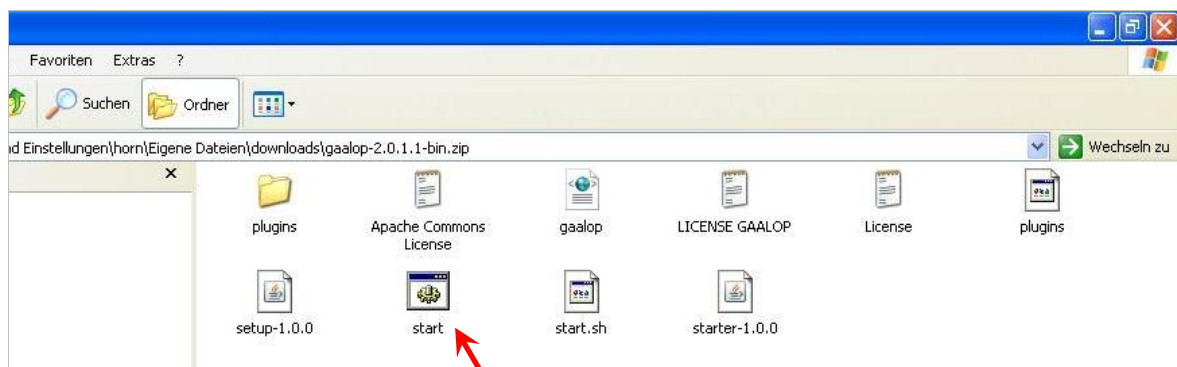 Favoriten Extras ?
Suchen Ordner
nd Einstellungen\horn\Eigene Dateien\downloads\gaalop-2.0.1.1-bin.zip Wechseln zu
plugins Apache Commons License gaalop LICENSE GAALOP License plugins
setup-1.0.0 start start.sh starter-1.0.0